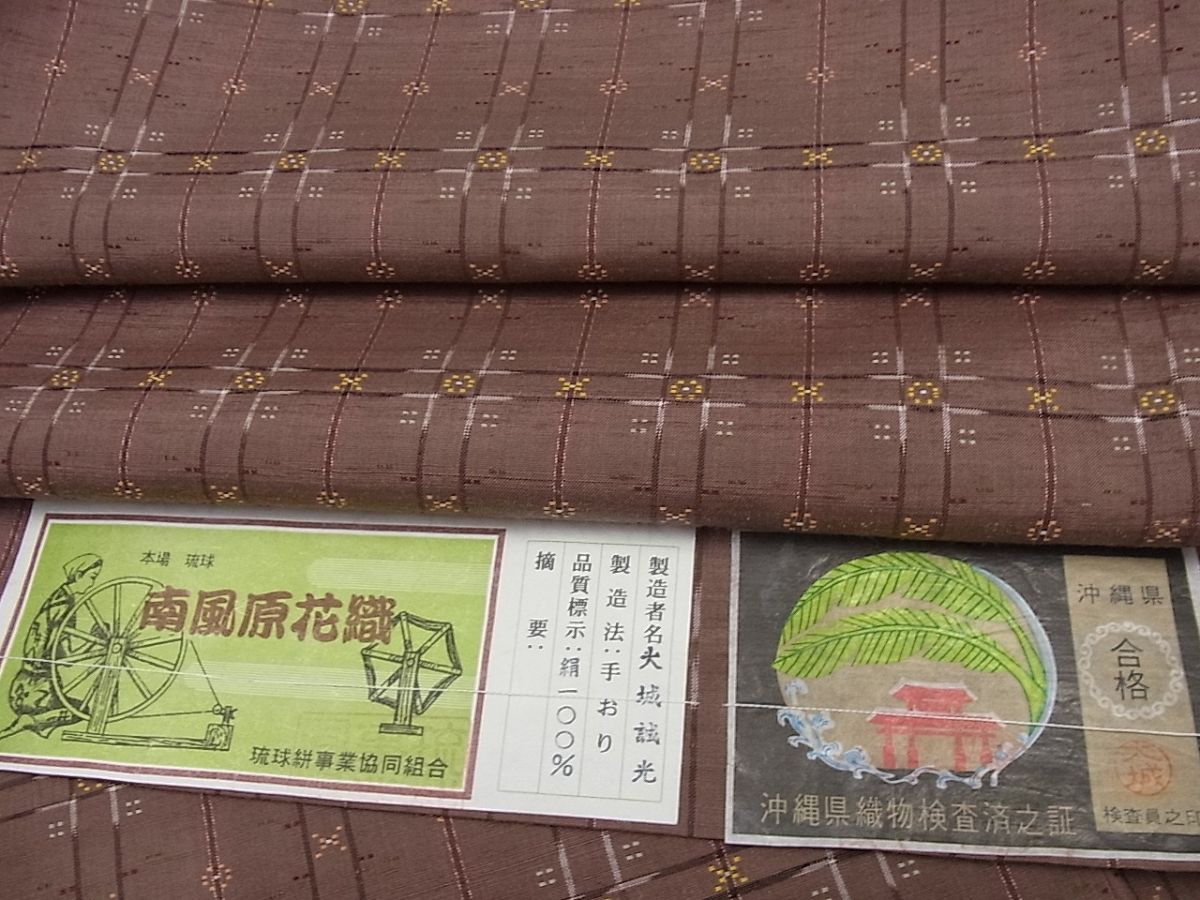 本場 琉球
南風原花織
琉球絣事業協同組合
製造者名 大城誠光
製造法:手おり
品質標示:絹一〇〇%
摘要:
沖縄県
合格
大城
検査員之印
沖縄県織物検査済之証